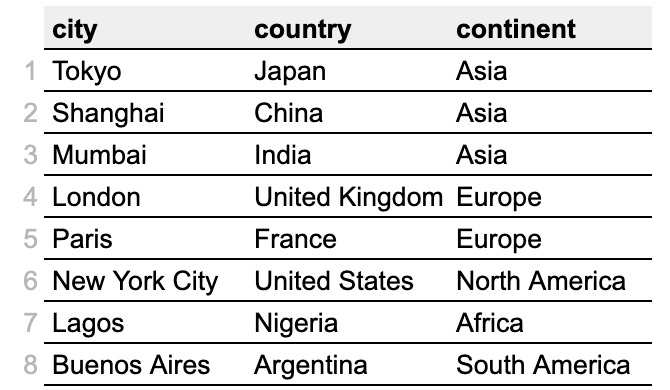 city country continent
1 Tokyo Japan Asia
2 Shanghai China Asia
3 Mumbai India Asia
4 London United Kingdom Europe
5 Paris France Europe
6 New York City United States North America
7 Lagos Nigeria Africa
8 Buenos Aires Argentina South America